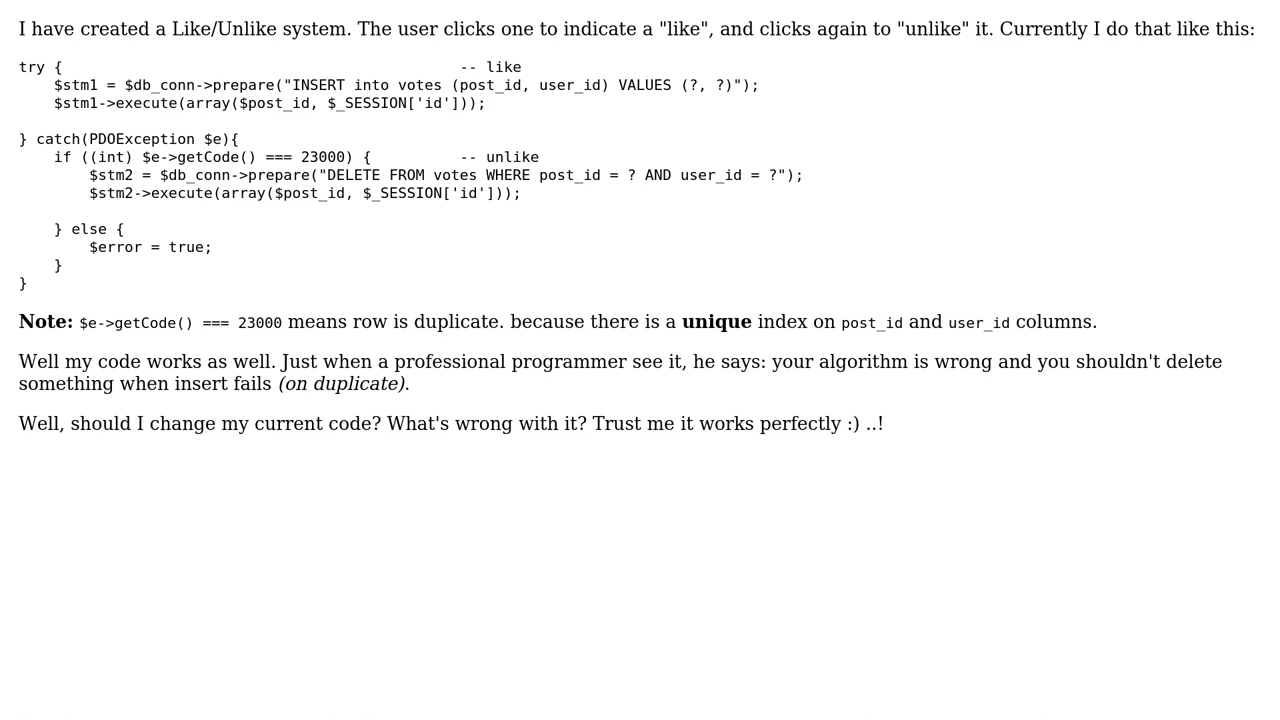 I have created a Like/Unlike system. The user clicks one to indicate a "like", and clicks again to "unlike" it. Currently I do that like this:
try {                                             -- like
    $stm1 = $db_conn->prepare("INSERT into votes (post_id, user_id) VALUES (?, ?)");
    $stm1->execute(array($post_id, $_SESSION['id']));
} catch(PDOException $e){
    if ((int) $e->getCode() === 23000) {          -- unlike
        $stm2 = $db_conn->prepare("DELETE FROM votes WHERE post_id = ? AND user_id = ?");
        $stm2->execute(array($post_id, $_SESSION['id']));
    } else {
        $error = true;
    }
}
Note: $e->getCode() === 23000 means row is duplicate. because there is a unique index on post_id and user_id columns.
Well my code works as well. Just when a professional programmer see it, he says: your algorithm is wrong and you shouldn't delete
something when insert fails (on duplicate).
Well, should I change my current code? What's wrong with it? Trust me it works perfectly :) ..!